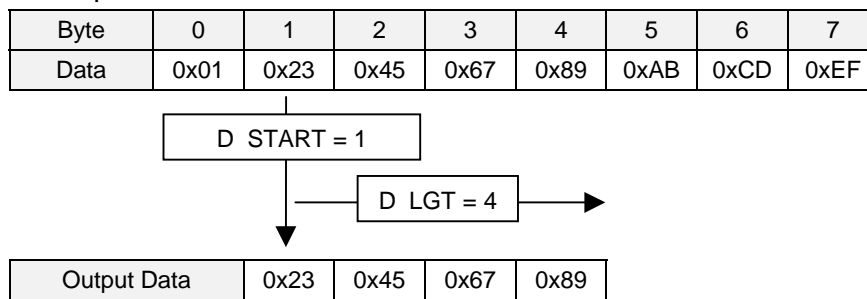 Byte 0 1 2 3 4 5 6 7
Data 0x01 0x23 0x45 0x67 0x89 0xAB 0xCD 0xEF
D START = 1
D LGT = 4
Output Data 0x23 0x45 0x67 0x89